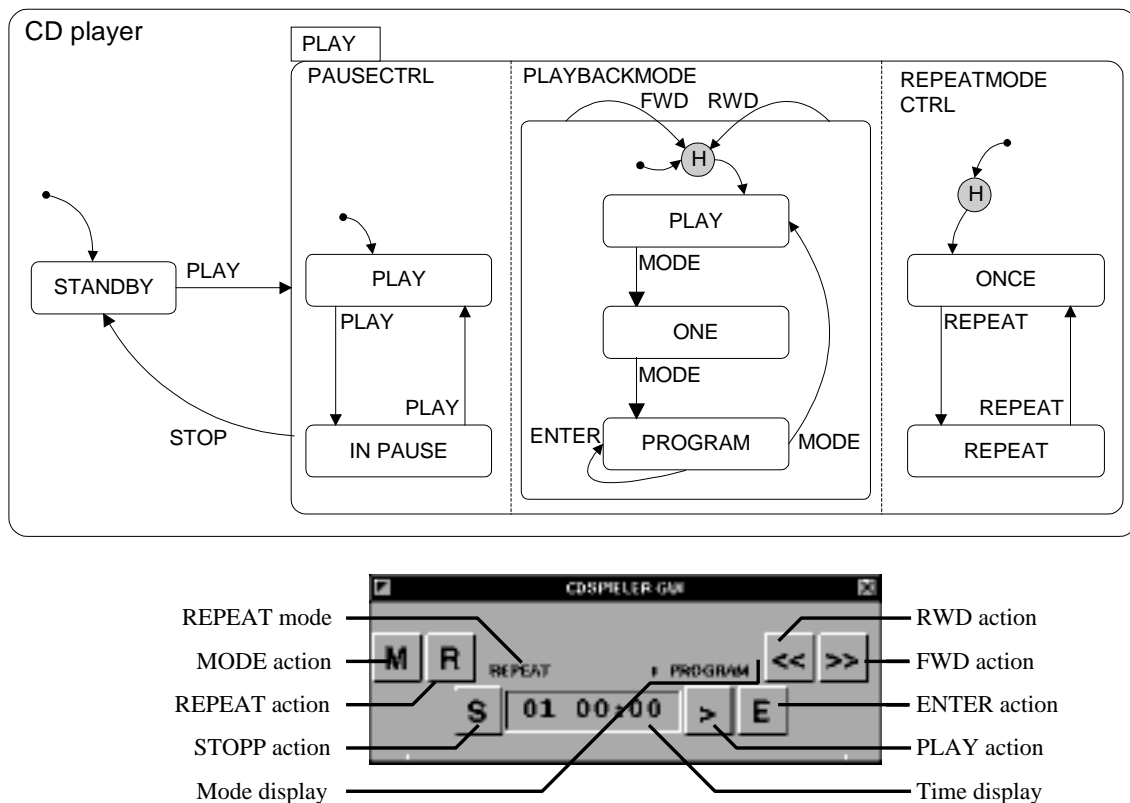 CD player
PLAY
PAUSECTRL
PLAYBACKMODE
REPEATMODE
CTRL
FWD RWD
H
H
PLAY
STANDBY
PLAY
PLAY
PLAY
MODE
ONE
MODE
ONCE
REPEAT
STOP
PLAY
IN PAUSE
ENTER
PROGRAM
MODE
REPEAT
REPEAT
CDSPIELER-GUI
REPEAT mode
RWD action
MODE action
M R
REPEAT
PROGRAM
<< >>
FWD action
REPEAT action
S
01 00:00
>
E
ENTER action
STOPP action
PLAY action
Mode display
Time display